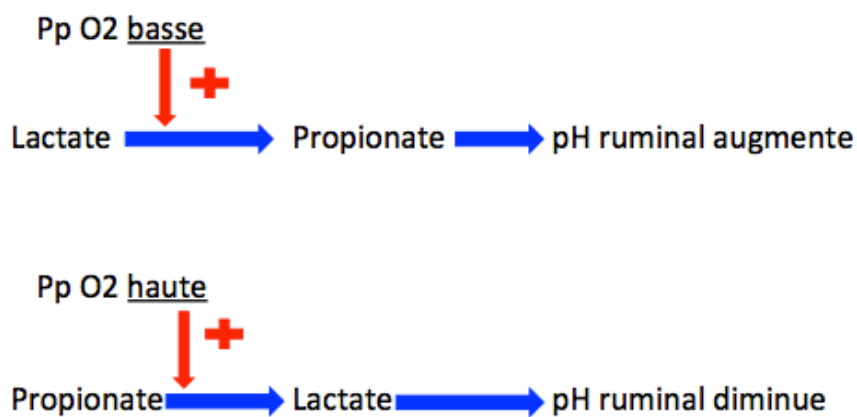 Pp O2 basse
Lactate Propionate pH ruminal augmente
Pp O2 haute
Propionate Lactate pH ruminal diminue